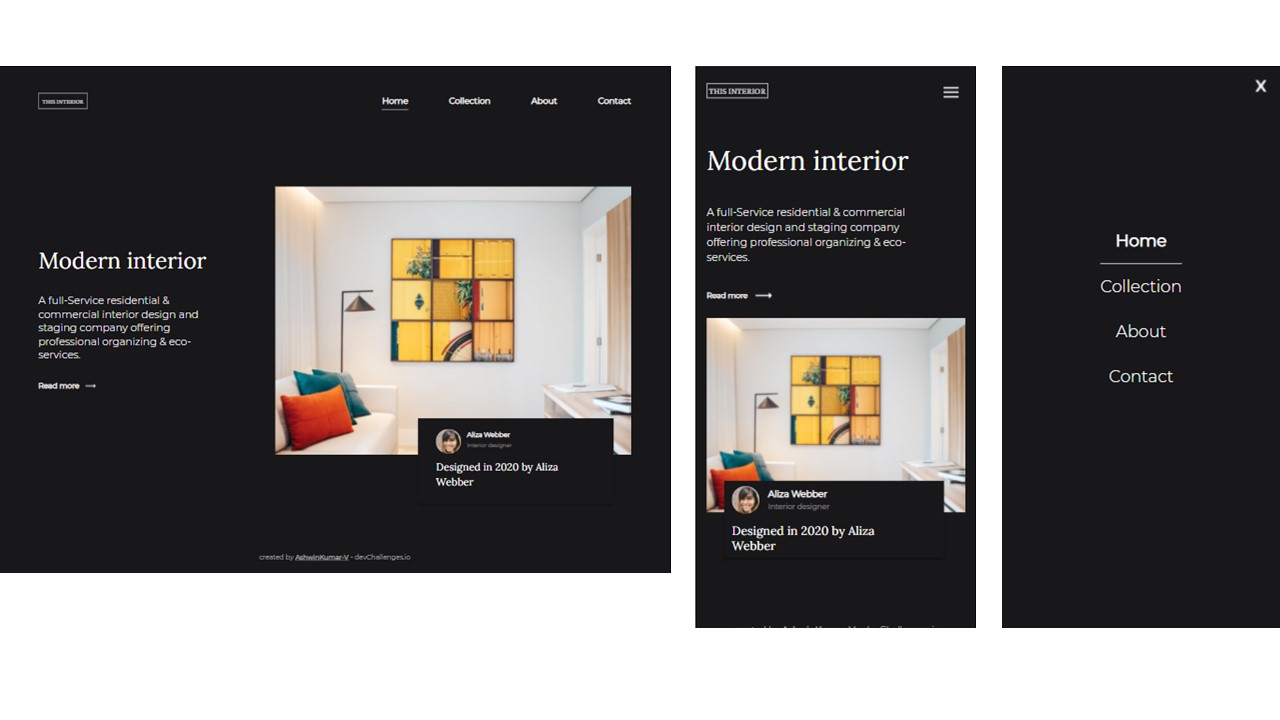 THIS INTERIOR
Home Collection About Contact
Modern interior
A full-Service residential &
commercial interior design and
staging company offering
professional organizing & eco-
services.
Read more
Aliza Webber
Interior designer
Designed in 2020 by Aliza
Webber
created by AshwinKumar-V - devChallenges.io
THIS INTERIOR
Modern interior
A full-Service residential & commercial
interior design and staging company
offering professional organizing & eco-
services.
Read more
Aliza Webber
Interior designer
Designed in 2020 by Aliza
Webber
X
Home
Collection
About
Contact